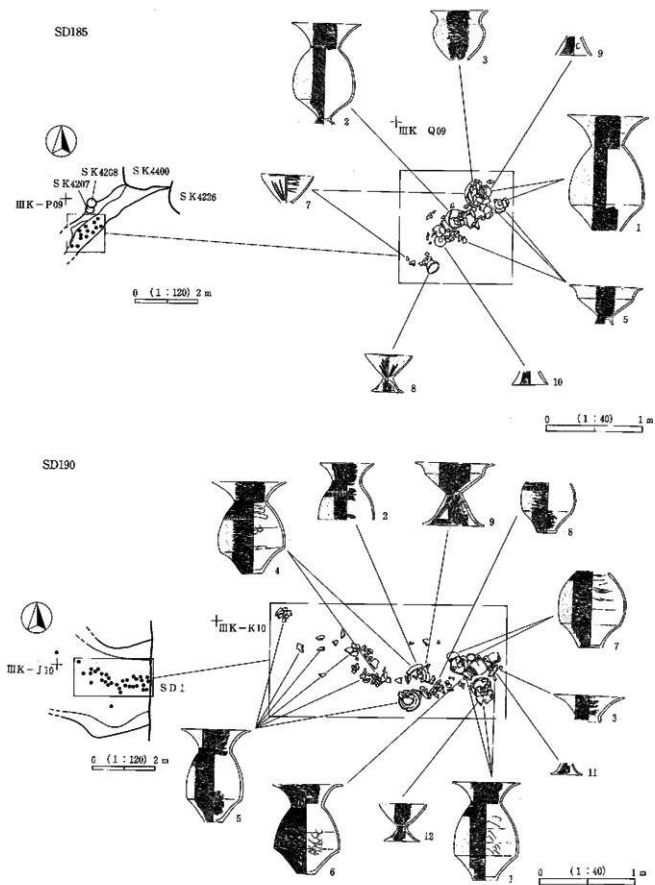 SD185
3
9
2
ⅢK-Q09
SK4208
SK4400
SK4207
SK4226
ⅢK-P09
7
1
0 (1:120) 2m
5
8
10
0 (1:40) 1m
SD190
2
9
8
4
ⅢK-K10
7
ⅢK-J10
SD1
3
0 (1:120) 2m
11
5
12
6
1
0 (1:40) 1m